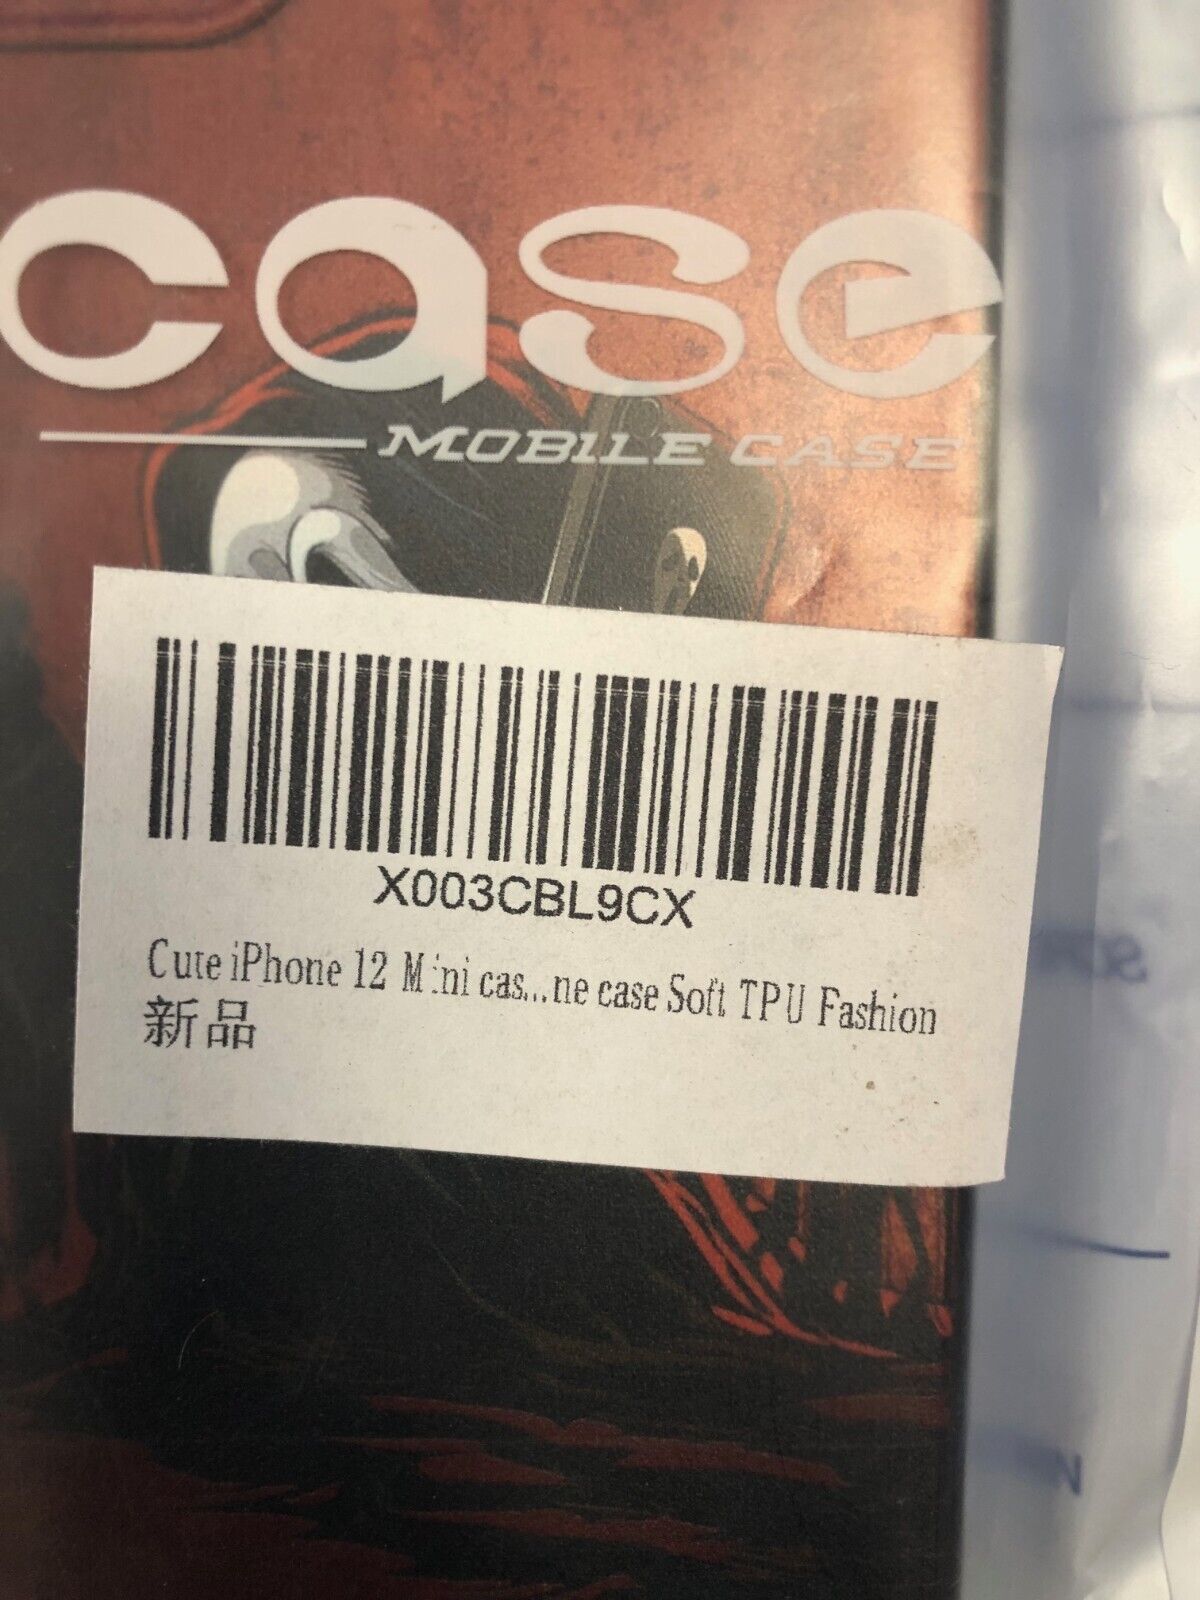 case
MOBILE CASE
X003CBL9CX
Cute iPhone 12 Mini cas...ne case Soft TPU Fashion
新品